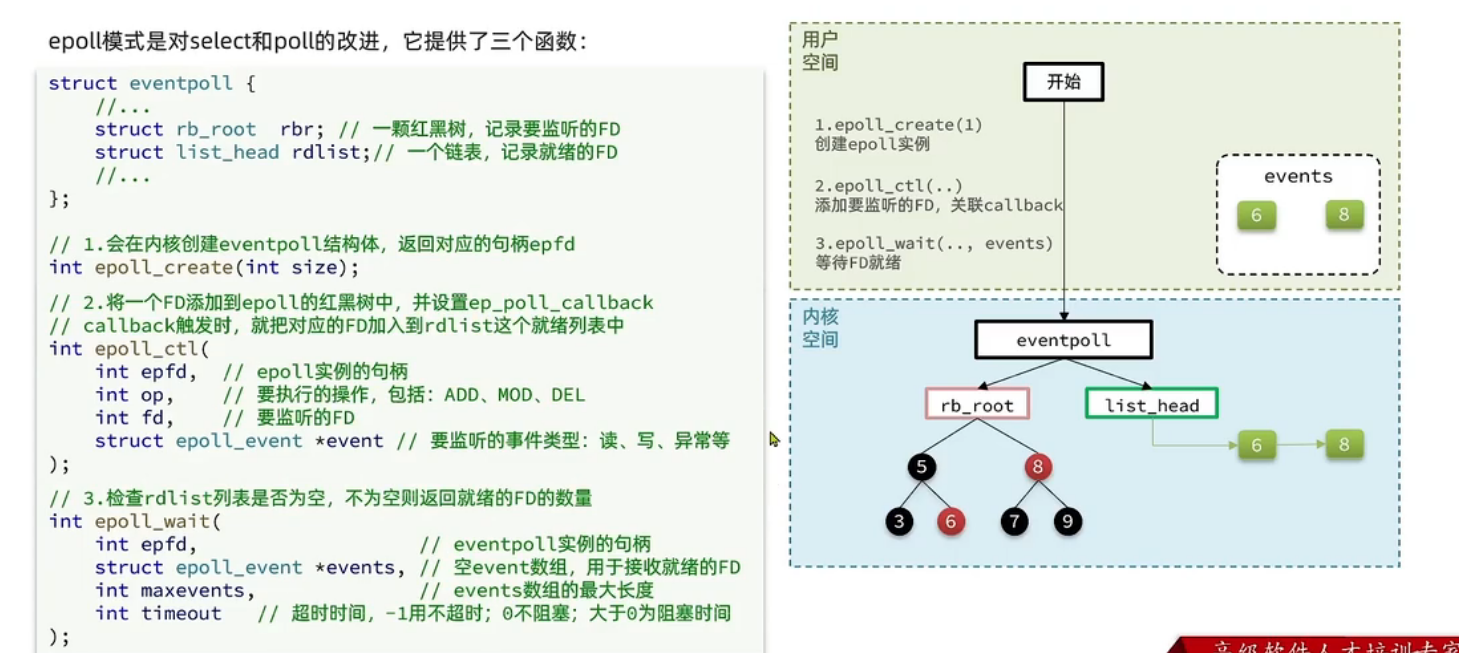 epoll模式是对select和poll的改进，它提供了三个函数：
struct eventpoll {
//...
struct rb_root  rbr; // 一颗红黑树，记录要监听的FD
struct list_head rdlist;// 一个链表，记录就绪的FD
//...
};
// 1.会在内核创建eventpoll结构体，返回对应的句柄epfd
int epoll_create(int size);
// 2.将一个FD添加到epoll的红黑树中，并设置ep_poll_callback
// callback触发时，就把对应的FD加入到rdlist这个就绪列表中
int epoll_ctl(
int epfd,  // epoll实例的句柄
int op,    // 要执行的操作，包括：ADD、MOD、DEL
int fd,    // 要监听的FD
struct epoll_event *event // 要监听的事件类型：读、写、异常等
);
// 3.检查rdlist列表是否为空，不为空则返回就绪的FD的数量
int epoll_wait(
int epfd,                   // eventpoll实例的句柄
struct epoll_event *events, // 空event数组，用于接收就绪的FD
int maxevents,              // events数组的最大长度
int timeout   // 超时时间，-1用不超时；0不阻塞；大于0为阻塞时间
);
用户
空间
开始
1.epoll_create(1)
创建epoll实例
2.epoll_ctl(..)
添加要监听的FD，关联callback
3.epoll_wait(.., events)
等待FD就绪
events
6 8
内核
空间
eventpoll
rb_root list_head
6 8
5 8
3 6 7 9
高级软件人才培训专家